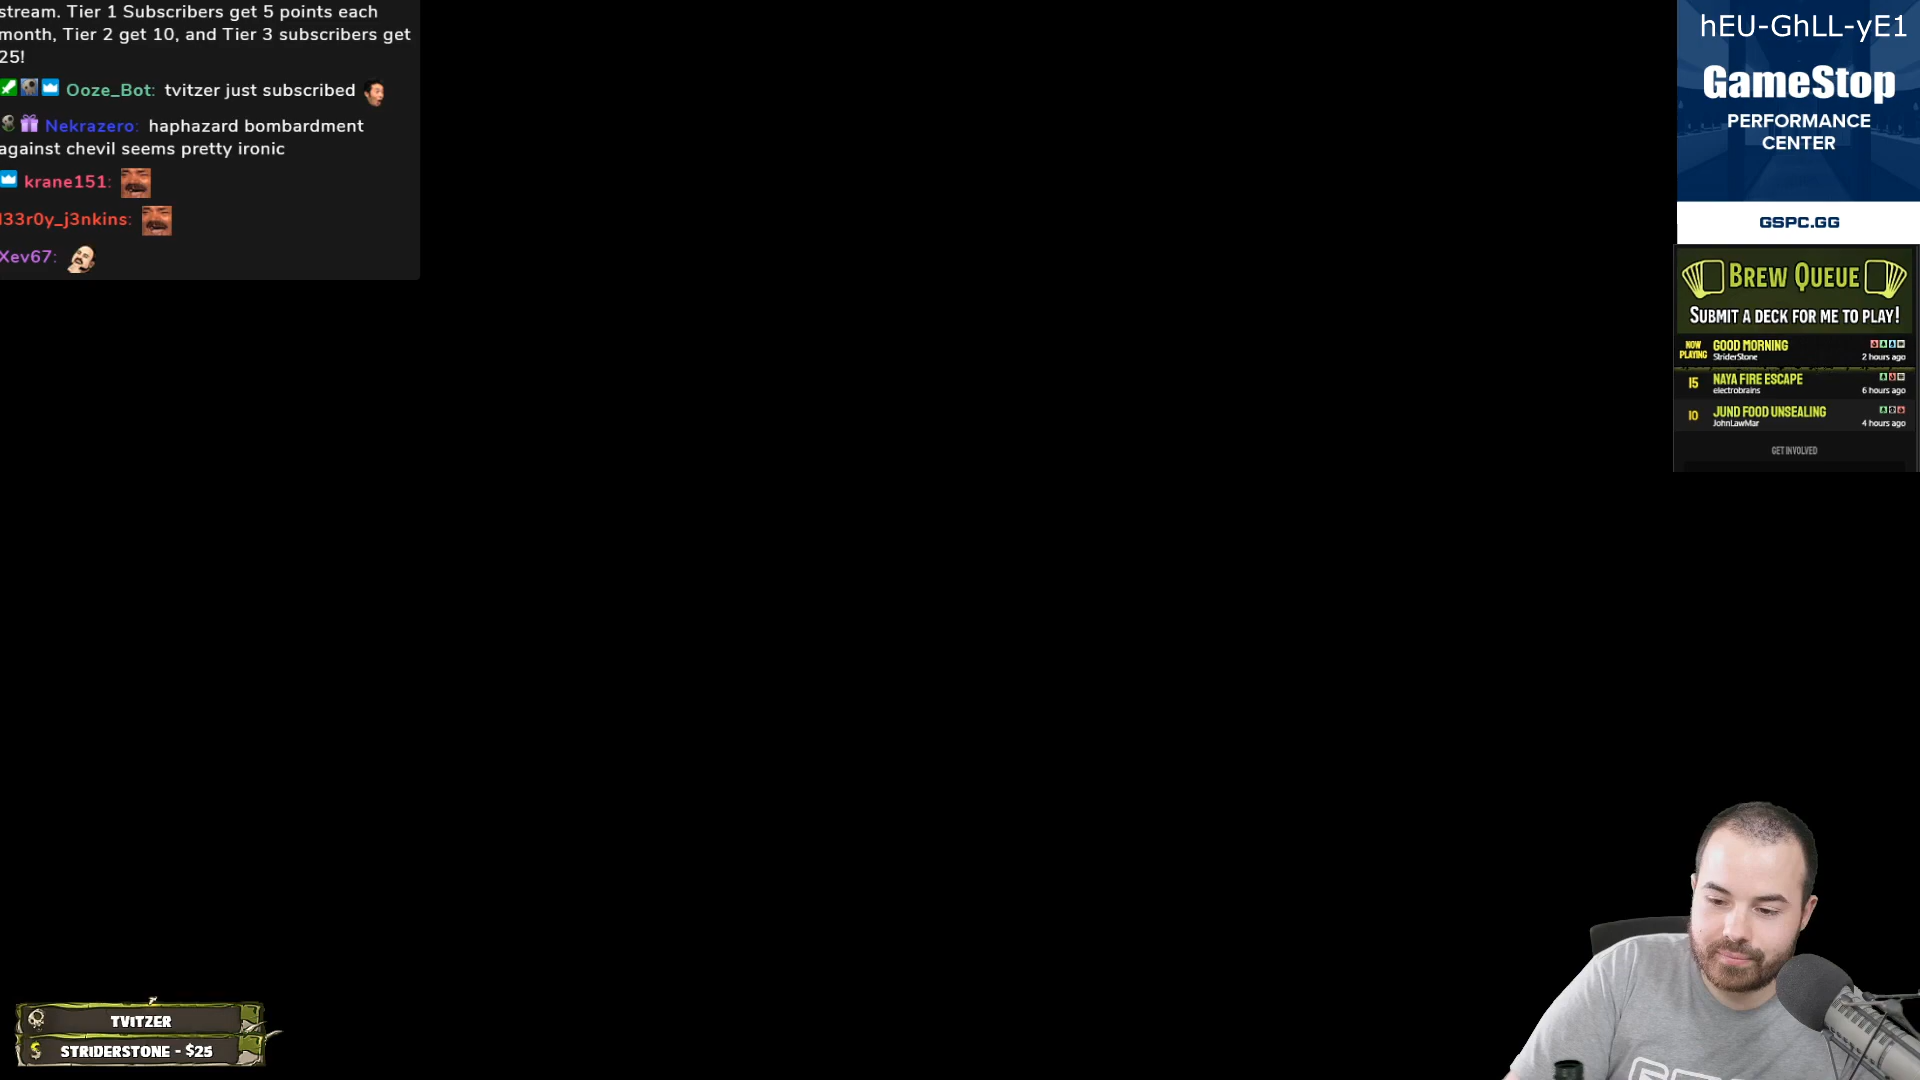 stream. Tier 1 Subscribers get 5 points each
month, Tier 2 get 10, and Tier 3 subscribers get
25!
Ooze_Bot: tvitzer just subscribed
Nekrazero: haphazard bombardment
against chevil seems pretty ironic
krane151:
l33r0y_j3nkins:
Xev67:
hEU-GhLL-yE1
GameStop
PERFORMANCE
CENTER
GSPC.GG
BREW QUEUE
SUBMIT A DECK FOR ME TO PLAY!
NOW PLAYING GOOD MORNING
StriderStone 2 hours ago
15 NAYA FIRE ESCAPE
electrobrains 6 hours ago
10 JUND FOOD UNSEALING
JohnLawMar 4 hours ago
GET INVOLVED
TVITZER
STRIDERSTONE - $25